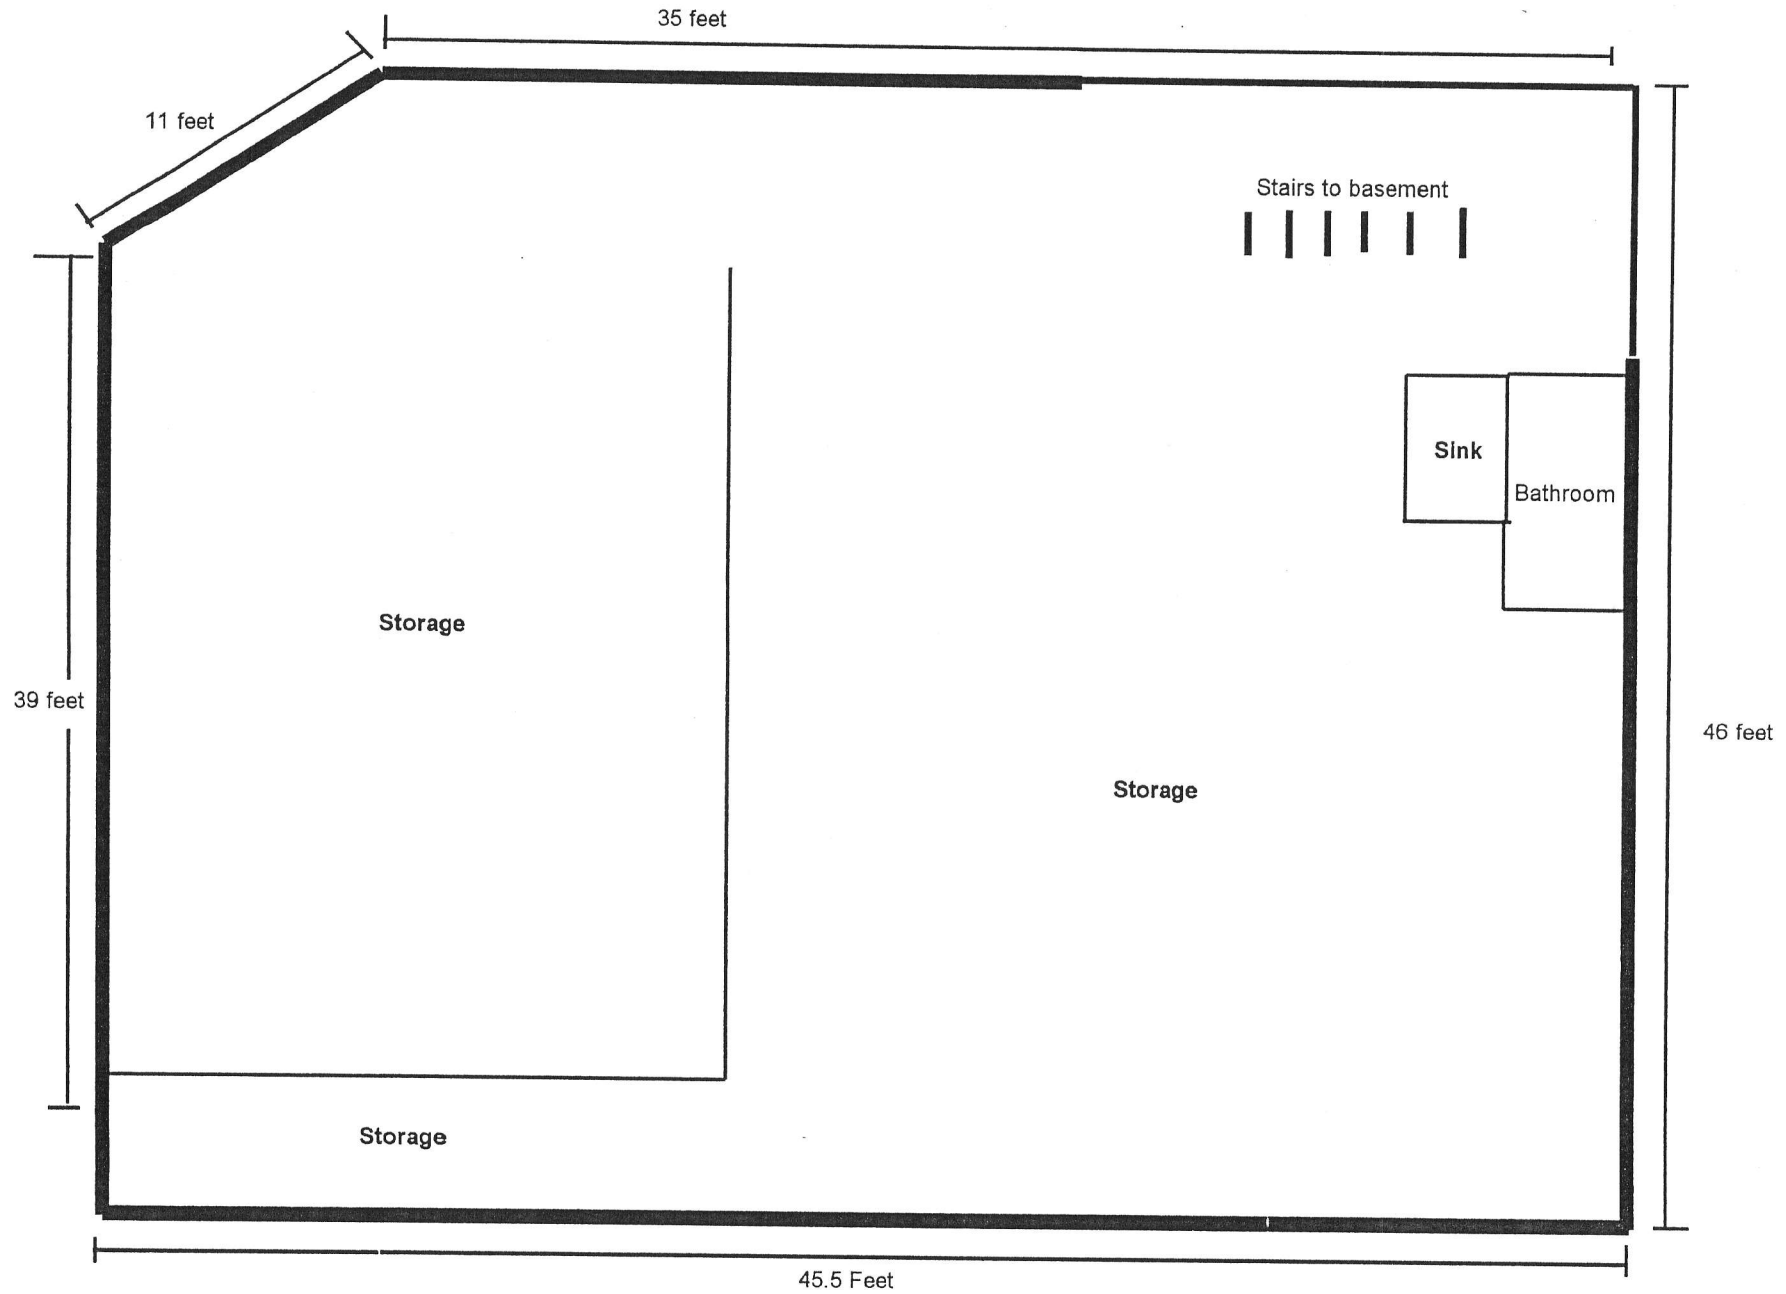 35 feet
11 feet
Stairs to basement
Sink
Bathroom
Storage
39 feet
46 feet
Storage
Storage
45.5 Feet